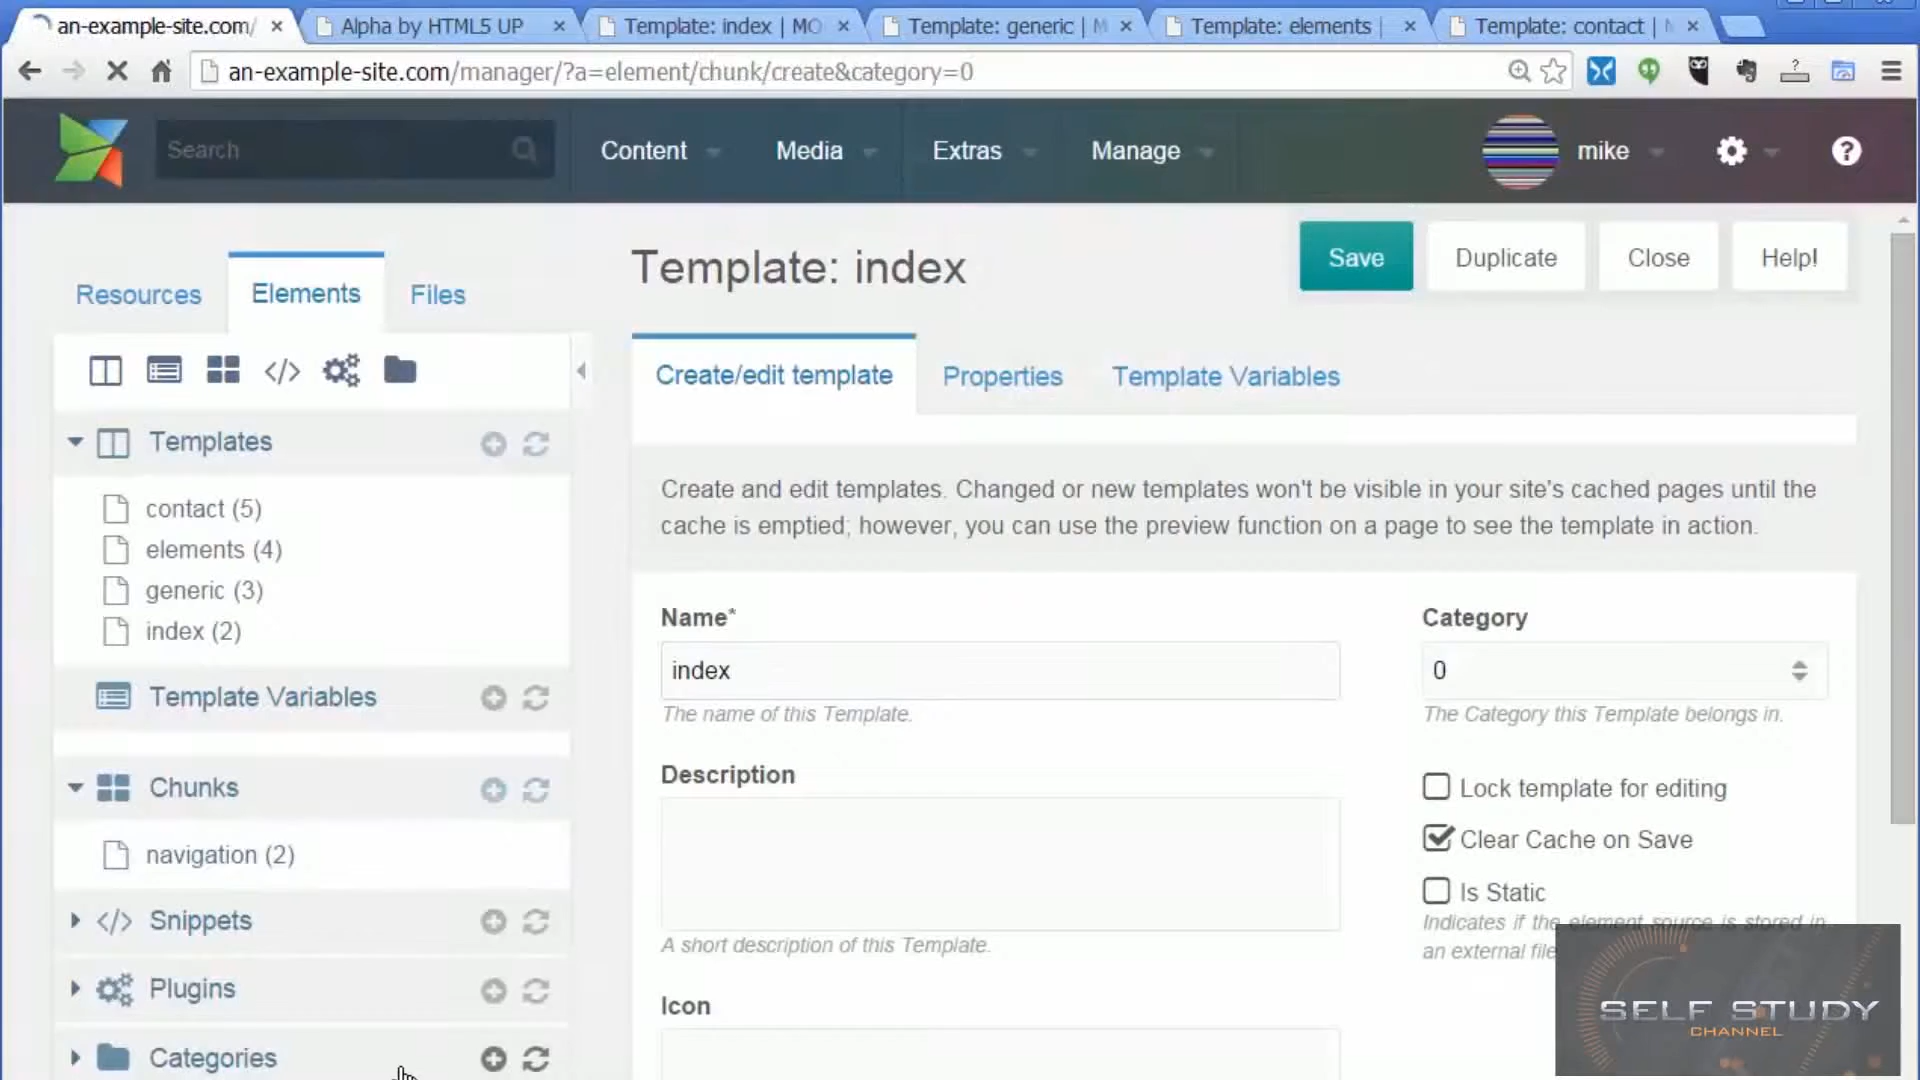 an-example-site.com/
Alpha by HTML5 UP
Template: index | MO
Template: generic | M
Template: elements |
Template: contact |
an-example-site.com/manager/?a=element/chunk/create&category=0
Search
Content
Media
Extras
Manage
mike
Resources
Elements
Files
Template: index
Save
Duplicate
Close
Help!
Create/edit template
Properties
Template Variables
Templates
contact (5)
elements (4)
generic (3)
index (2)
Template Variables
Chunks
navigation (2)
Snippets
Plugins
Categories
Create and edit templates. Changed or new templates won't be visible in your site's cached pages until the
cache is emptied; however, you can use the preview function on a page to see the template in action.
Name*
index
The name of this Template.
Category
0
The Category this Template belongs in.
Description
A short description of this Template.
Lock template for editing
Clear Cache on Save
Is Static
Indicates if the element source is stored in
an external file
Icon
SELF STUDY
CHANNEL